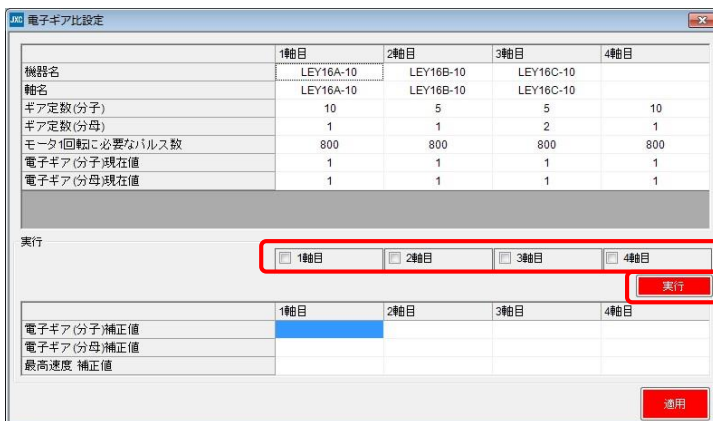 JXC 電子ギア比設定
1軸目 2軸目 3軸目 4軸目
機器名 LEY16A-10 LEY16B-10 LEY16C-10
軸名 LEY16A-10 LEY16B-10 LEY16C-10
ギア定数(分子) 10 5 5 10
ギア定数(分母) 1 1 2 1
モータ1回転に必要なパルス数 800 800 800 800
電子ギア(分子)現在値 1 1 1 1
電子ギア(分母)現在値 1 1 1 1
実行
1軸目 2軸目 3軸目 4軸目
実行
1軸目 2軸目 3軸目 4軸目
電子ギア(分子)補正値
電子ギア(分母)補正値
最高速度 補正値
適用